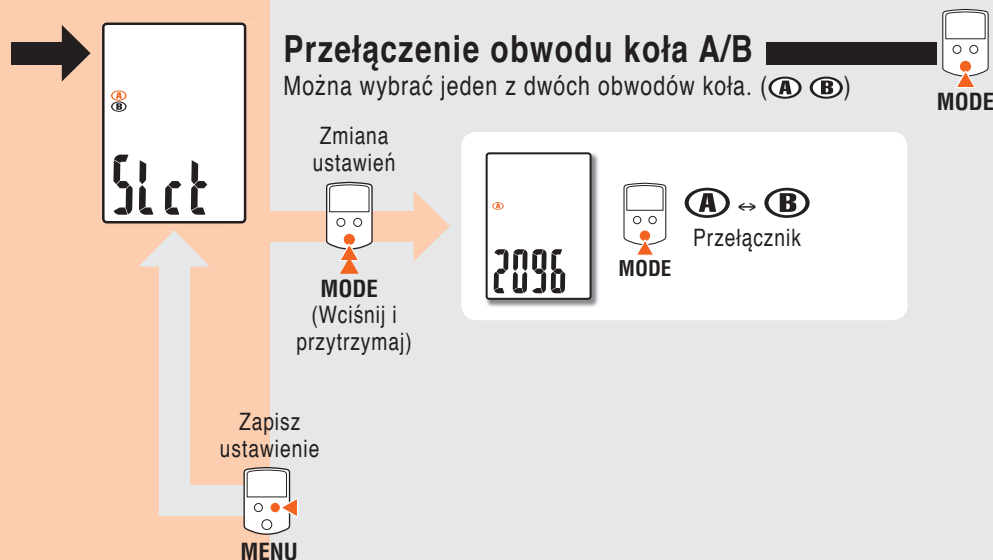 Przełączenie obwodu koła A/B
Można wybrać jeden z dwóch obwodów koła. (Ⓐ Ⓑ)
MODE
Ⓐ
Ⓑ
Slct
Zmiana
ustawień
MODE
(Wciśnij i
przytrzymaj)
Ⓐ
2096
MODE
Ⓐ ⇔ Ⓑ
Przełącznik
Zapisz
ustawienie
MENU